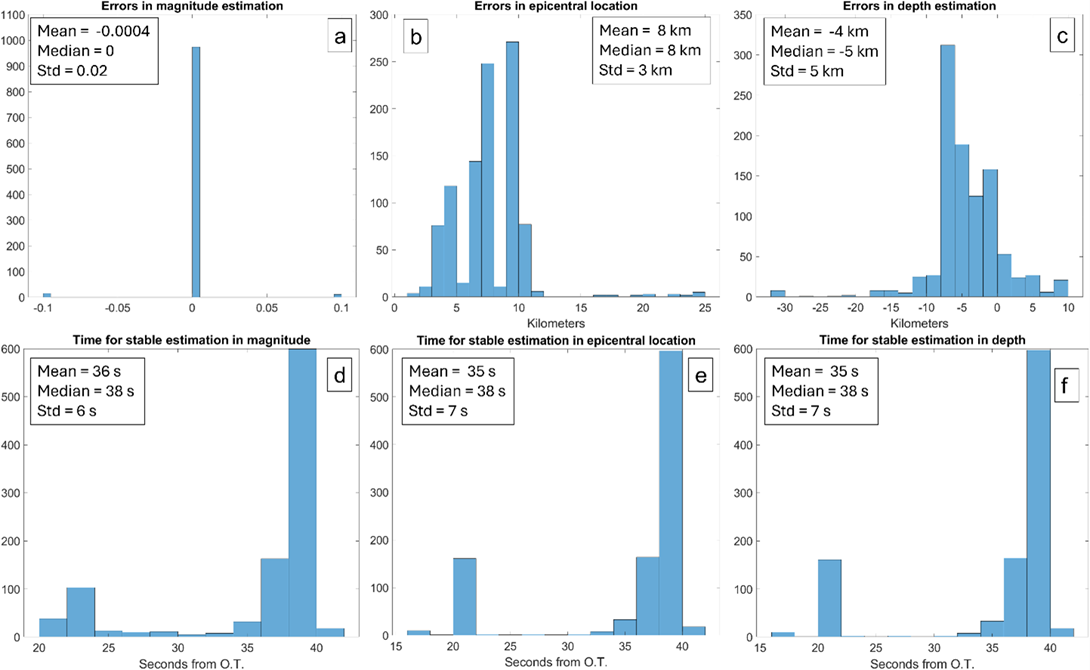 Errors in magnitude estimation
1100
1000
900
800
700
600
500
400
300
200
100
0
Mean = -0.0004
Median = 0
Std = 0.02
a
-0.1
-0.05
0
0.05
0.1
Errors in epicentral location
300
250
200
150
100
50
0
b
Mean = 8 km
Median = 8 km
Std = 3 km
0
5
10
15
20
25
Kilometers
Errors in depth estimation
350
300
250
200
150
100
50
0
Mean = -4 km
Median = -5 km
Std = 5 km
c
-30
-25
-20
-15
-10
-5
0
5
10
Kilometers
Time for stable estimation in magnitude
600
500
400
300
200
100
0
Mean = 36 s
Median = 38 s
Std = 6 s
d
20
25
30
35
40
Seconds from O.T.
Time for stable estimation in epicentral location
600
500
400
300
200
100
0
Mean = 35 s
Median = 38 s
Std = 7 s
e
15
20
25
30
35
40
Seconds from O.T.
Time for stable estimation in depth
600
500
400
300
200
100
0
Mean = 35 s
Median = 38 s
Std = 7 s
f
15
20
25
30
35
40
Seconds from O.T.